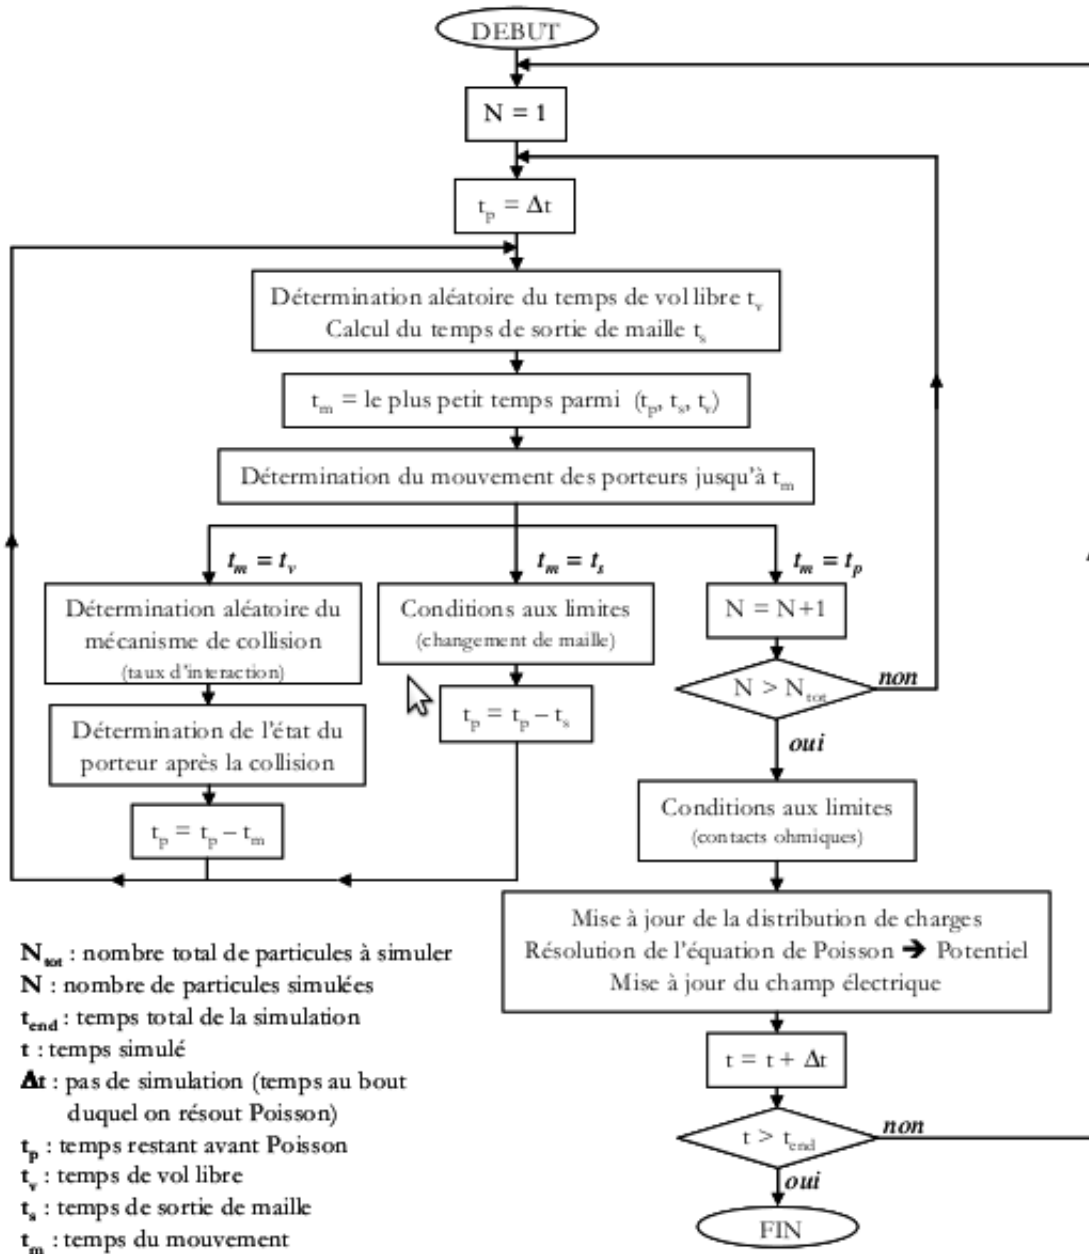 DEBUT
N = 1
t_p = Δt
Détermination aléatoire du temps de vol libre t_v
Calcul du temps de sortie de maille t_s
t_m = le plus petit temps parmi (t_p, t_s, t_v)
Détermination du mouvement des porteurs jusqu'à t_m
t_m = t_v
t_m = t_s
t_m = t_p
Détermination aléatoire du
mécanisme de collision
(taux d'interaction)
Conditions aux limites
(changement de maille)
N = N+1
Détermination de l'état du
porteur après la collision
t_p = t_p – t_s
N > N_tot
non
oui
t_p = t_p – t_m
Conditions aux limites
(contacts ohmiques)
Mise à jour de la distribution de charges
Résolution de l'équation de Poisson ➔ Potentiel
Mise à jour du champ électrique
t = t + Δt
t > t_end
non
oui
FIN
N_tot : nombre total de particules à simuler
N : nombre de particules simulées
t_end : temps total de la simulation
t : temps simulé
Δt : pas de simulation (temps au bout
duquel on résout Poisson)
t_p : temps restant avant Poisson
t_v : temps de vol libre
t_s : temps de sortie de maille
t_m : temps du mouvement